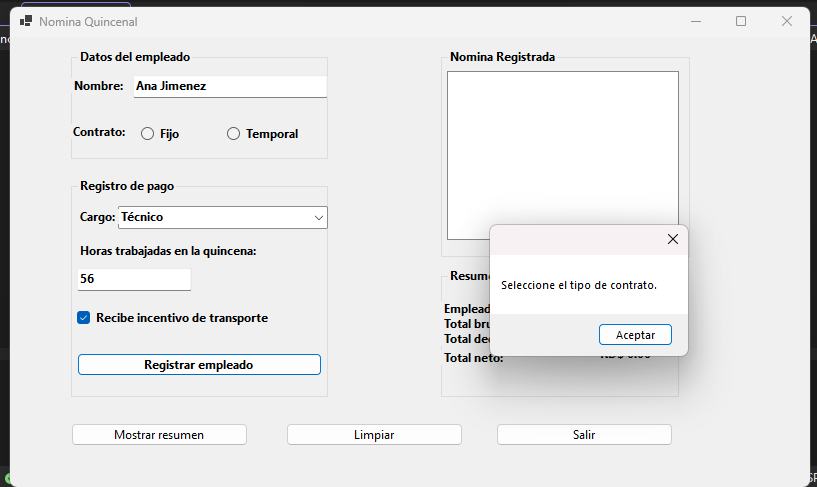 Nomina Quincenal
Datos del empleado
Nombre: Ana Jimenez
Contrato: Fijo Temporal
Registro de pago
Cargo: Técnico
Horas trabajadas en la quincena:
56
Recibe incentivo de transporte
Registrar empleado
Nomina Registrada
Seleccione el tipo de contrato.
Aceptar
Total neto:
Mostrar resumen
Limpiar
Salir